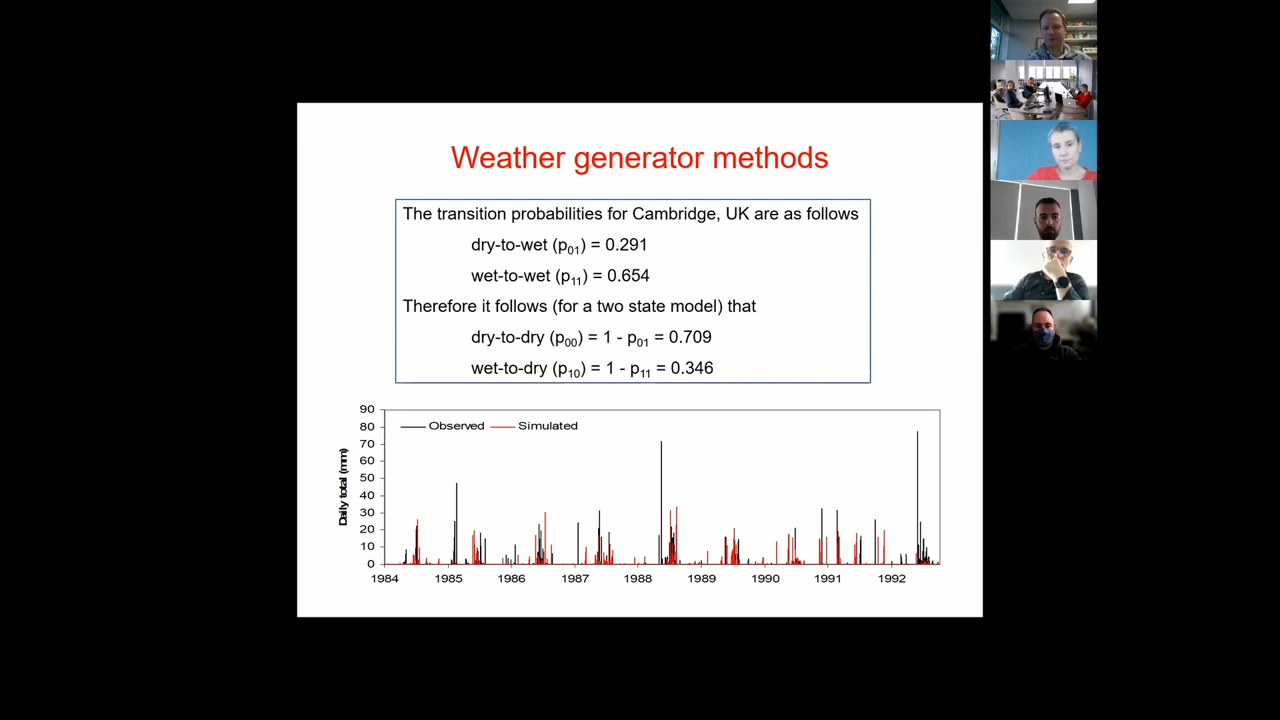 Weather generator methods
The transition probabilities for Cambridge, UK are as follows
dry-to-wet (p01) = 0.291
wet-to-wet (p11) = 0.654
Therefore it follows (for a two state model) that
dry-to-dry (p00) = 1 - p01 = 0.709
wet-to-dry (p10) = 1 - p11 = 0.346
Observed Simulated
Daily total (mm)
90
80
70
60
50
40
30
20
10
0
1984 1985 1986 1987 1988 1989 1990 1991 1992